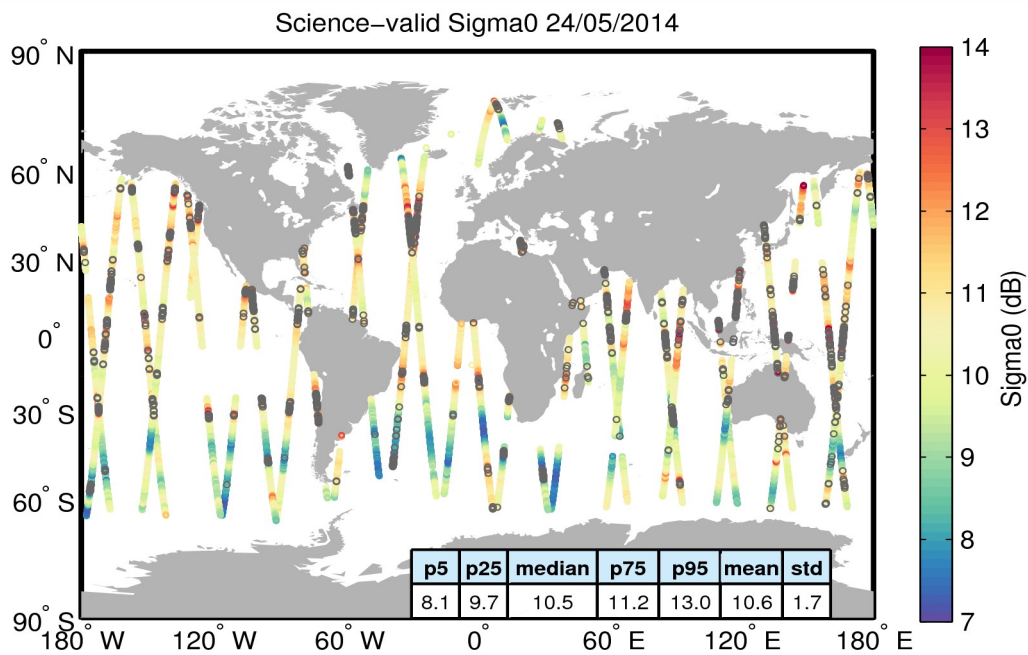 Science−valid Sigma0 24/05/2014
90° N
60° N
30° N
0°
30° S
60° S
90° S
180° W
120° W
60° W
0°
60° E
120° E
180° E
p5 p25 median p75 p95 mean std
8.1 9.7 10.5 11.2 13.0 10.6 1.7
14
13
12
11
10
9
8
7
Sigma0 (dB)